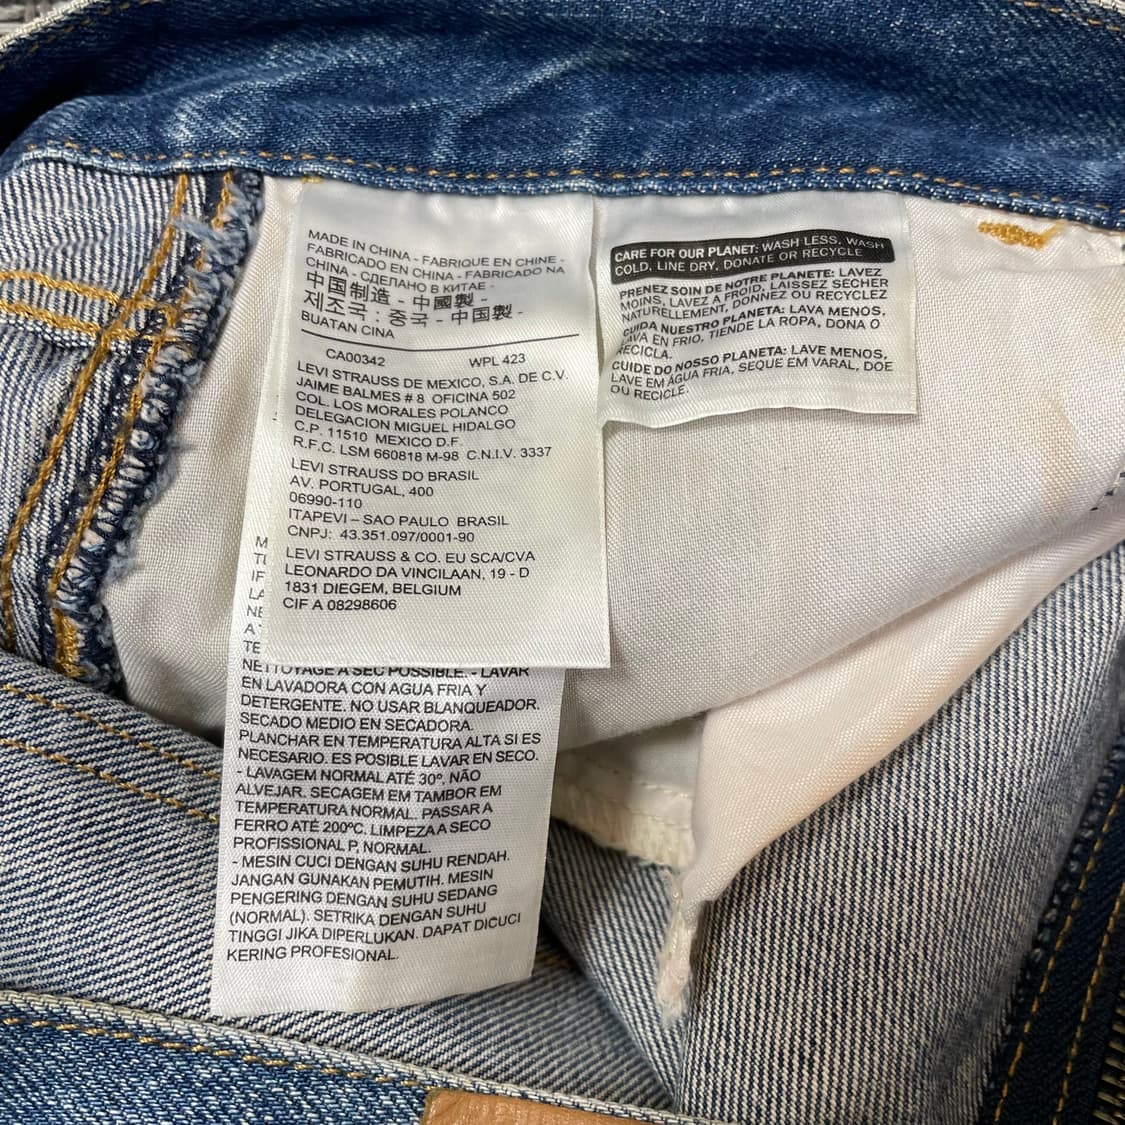 MADE IN CHINA - FABRIQUE EN CHINE -
FABRICADO EN CHINA - FABRICADO NA
CHINA - СДЕЛАНО В КИТАЕ -
中国制造 - 中國製 -
제조국 : 중국 - 中国製 -
BUATAN CINA
CA00342 WPL 423
LEVI STRAUSS DE MEXICO, S.A. DE C.V.
JAIME BALMES # 8 OFICINA 502
COL. LOS MORALES POLANCO
DELEGACION MIGUEL HIDALGO
C.P. 11510 MEXICO D.F.
R.F.C. LSM 660818 M-98 C.N.I.V. 3337
LEVI STRAUSS DO BRASIL
AV. PORTUGAL, 400
06990-110
ITAPEVI – SAO PAULO BRASIL
CNPJ: 43.351.097/0001-90
LEVI STRAUSS & CO. EU SCA/CVA
LEONARDO DA VINCILAAN, 19 - D
1831 DIEGEM, BELGIUM
CIF A 08298606
NETTOYAGE A SEC POSSIBLE. - LAVAR
EN LAVADORA CON AGUA FRIA Y
DETERGENTE. NO USAR BLANQUEADOR.
SECADO MEDIO EN SECADORA.
PLANCHAR EN TEMPERATURA ALTA SI ES
NECESARIO. ES POSIBLE LAVAR EN SECO.
- LAVAGEM NORMAL ATÉ 30º, NÃO
ALVEJAR. SECAGEM EM TAMBOR EM
TEMPERATURA NORMAL. PASSAR A
FERRO ATÉ 200ºC. LIMPEZA A SECO
PROFISSIONAL P, NORMAL.
- MESIN CUCI DENGAN SUHU RENDAH.
JANGAN GUNAKAN PEMUTIH. MESIN
PENGERING DENGAN SUHU SEDANG
(NORMAL). SETRIKA DENGAN SUHU
TINGGI JIKA DIPERLUKAN. DAPAT DICUCI
KERING PROFESIONAL.
CARE FOR OUR PLANET: WASH LESS, WASH
COLD, LINE DRY, DONATE OR RECYCLE
PRENEZ SOIN DE NOTRE PLANETE: LAVEZ
MOINS, LAVEZ A FROID, LAISSEZ SECHER
NATURELLEMENT, DONNEZ OU RECYCLEZ
CUIDA NUESTRO PLANETA: LAVA MENOS,
LAVA EN FRIO, TIENDE LA ROPA, DONA O
RECICLA.
CUIDE DO NOSSO PLANETA: LAVE MENOS,
LAVE EM ÁGUA FRIA, SEQUE EM VARAL, DOE
OU RECICLE.